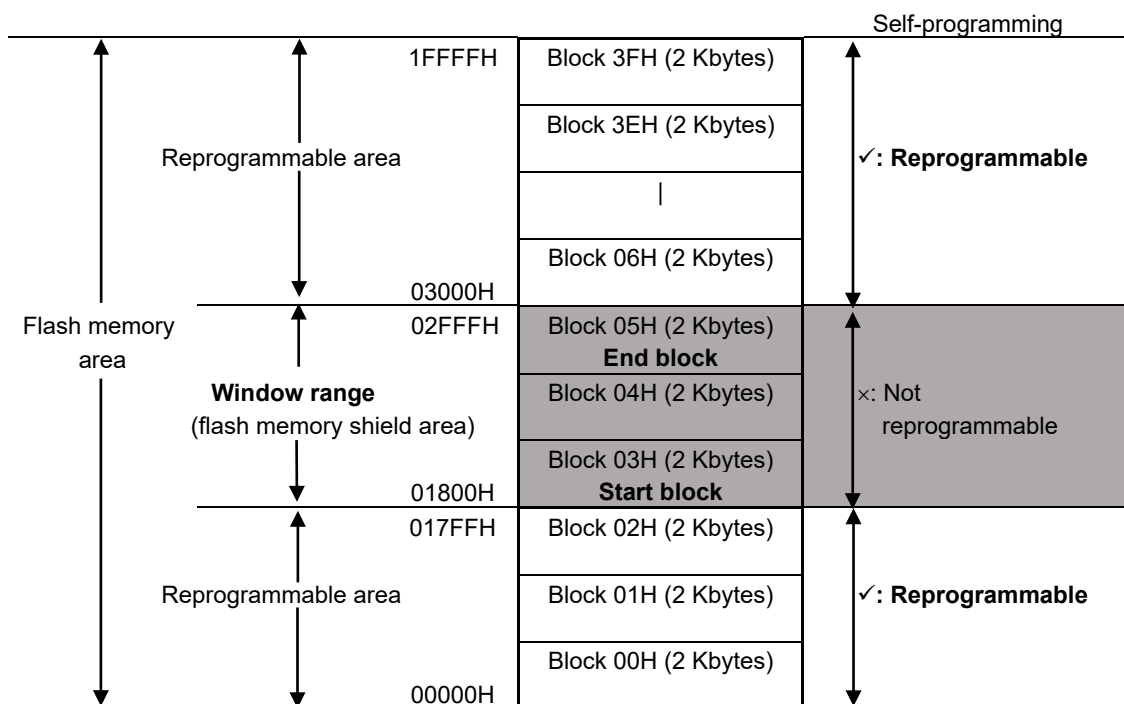 Self-programming
1FFFFH
Block 3FH (2 Kbytes)
Block 3EH (2 Kbytes)
Reprogrammable area
✓: Reprogrammable
|
Block 06H (2 Kbytes)
03000H
Flash memory
area
02FFFH
Block 05H (2 Kbytes)
End block
Window range
(flash memory shield area)
Block 04H (2 Kbytes)
×: Not
reprogrammable
Block 03H (2 Kbytes)
Start block
01800H
017FFH
Block 02H (2 Kbytes)
Reprogrammable area
Block 01H (2 Kbytes)
✓: Reprogrammable
Block 00H (2 Kbytes)
00000H